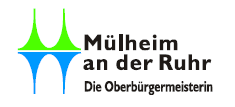 Mülheim
an der Ruhr
Die Oberbürgermeisterin